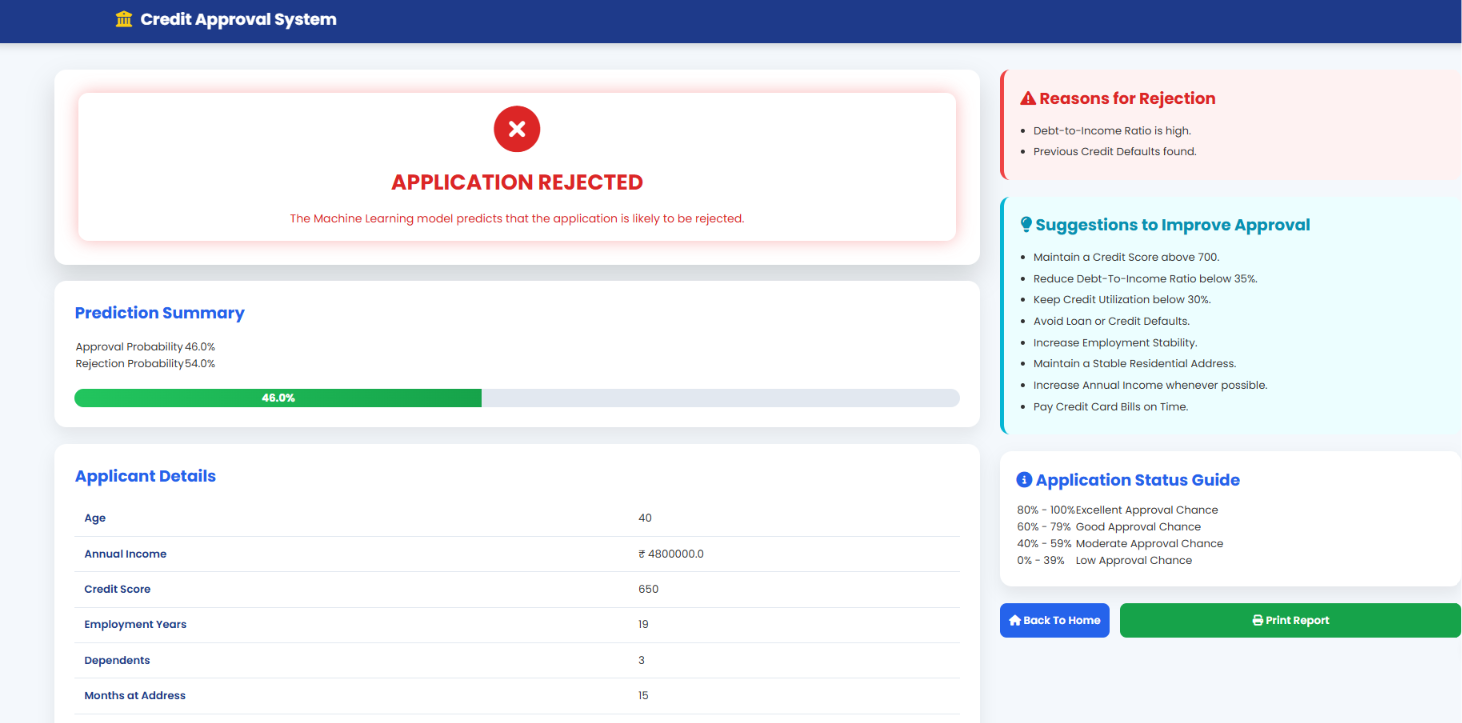 Credit Approval System
APPLICATION REJECTED
The Machine Learning model predicts that the application is likely to be rejected.
Prediction Summary
Approval Probability 46.0%
Rejection Probability 54.0%
46.0%
Applicant Details
Age 40
Annual Income ₹ 4800000.0
Credit Score 650
Employment Years 19
Dependents 3
Months at Address 15
Reasons for Rejection
Debt-to-Income Ratio is high.
Previous Credit Defaults found.
Suggestions to Improve Approval
Maintain a Credit Score above 700.
Reduce Debt-To-Income Ratio below 35%.
Keep Credit Utilization below 30%.
Avoid Loan or Credit Defaults.
Increase Employment Stability.
Maintain a Stable Residential Address.
Increase Annual Income whenever possible.
Pay Credit Card Bills on Time.
Application Status Guide
80% - 100% Excellent Approval Chance
60% - 79% Good Approval Chance
40% - 59% Moderate Approval Chance
0% - 39% Low Approval Chance
Back To Home
Print Report